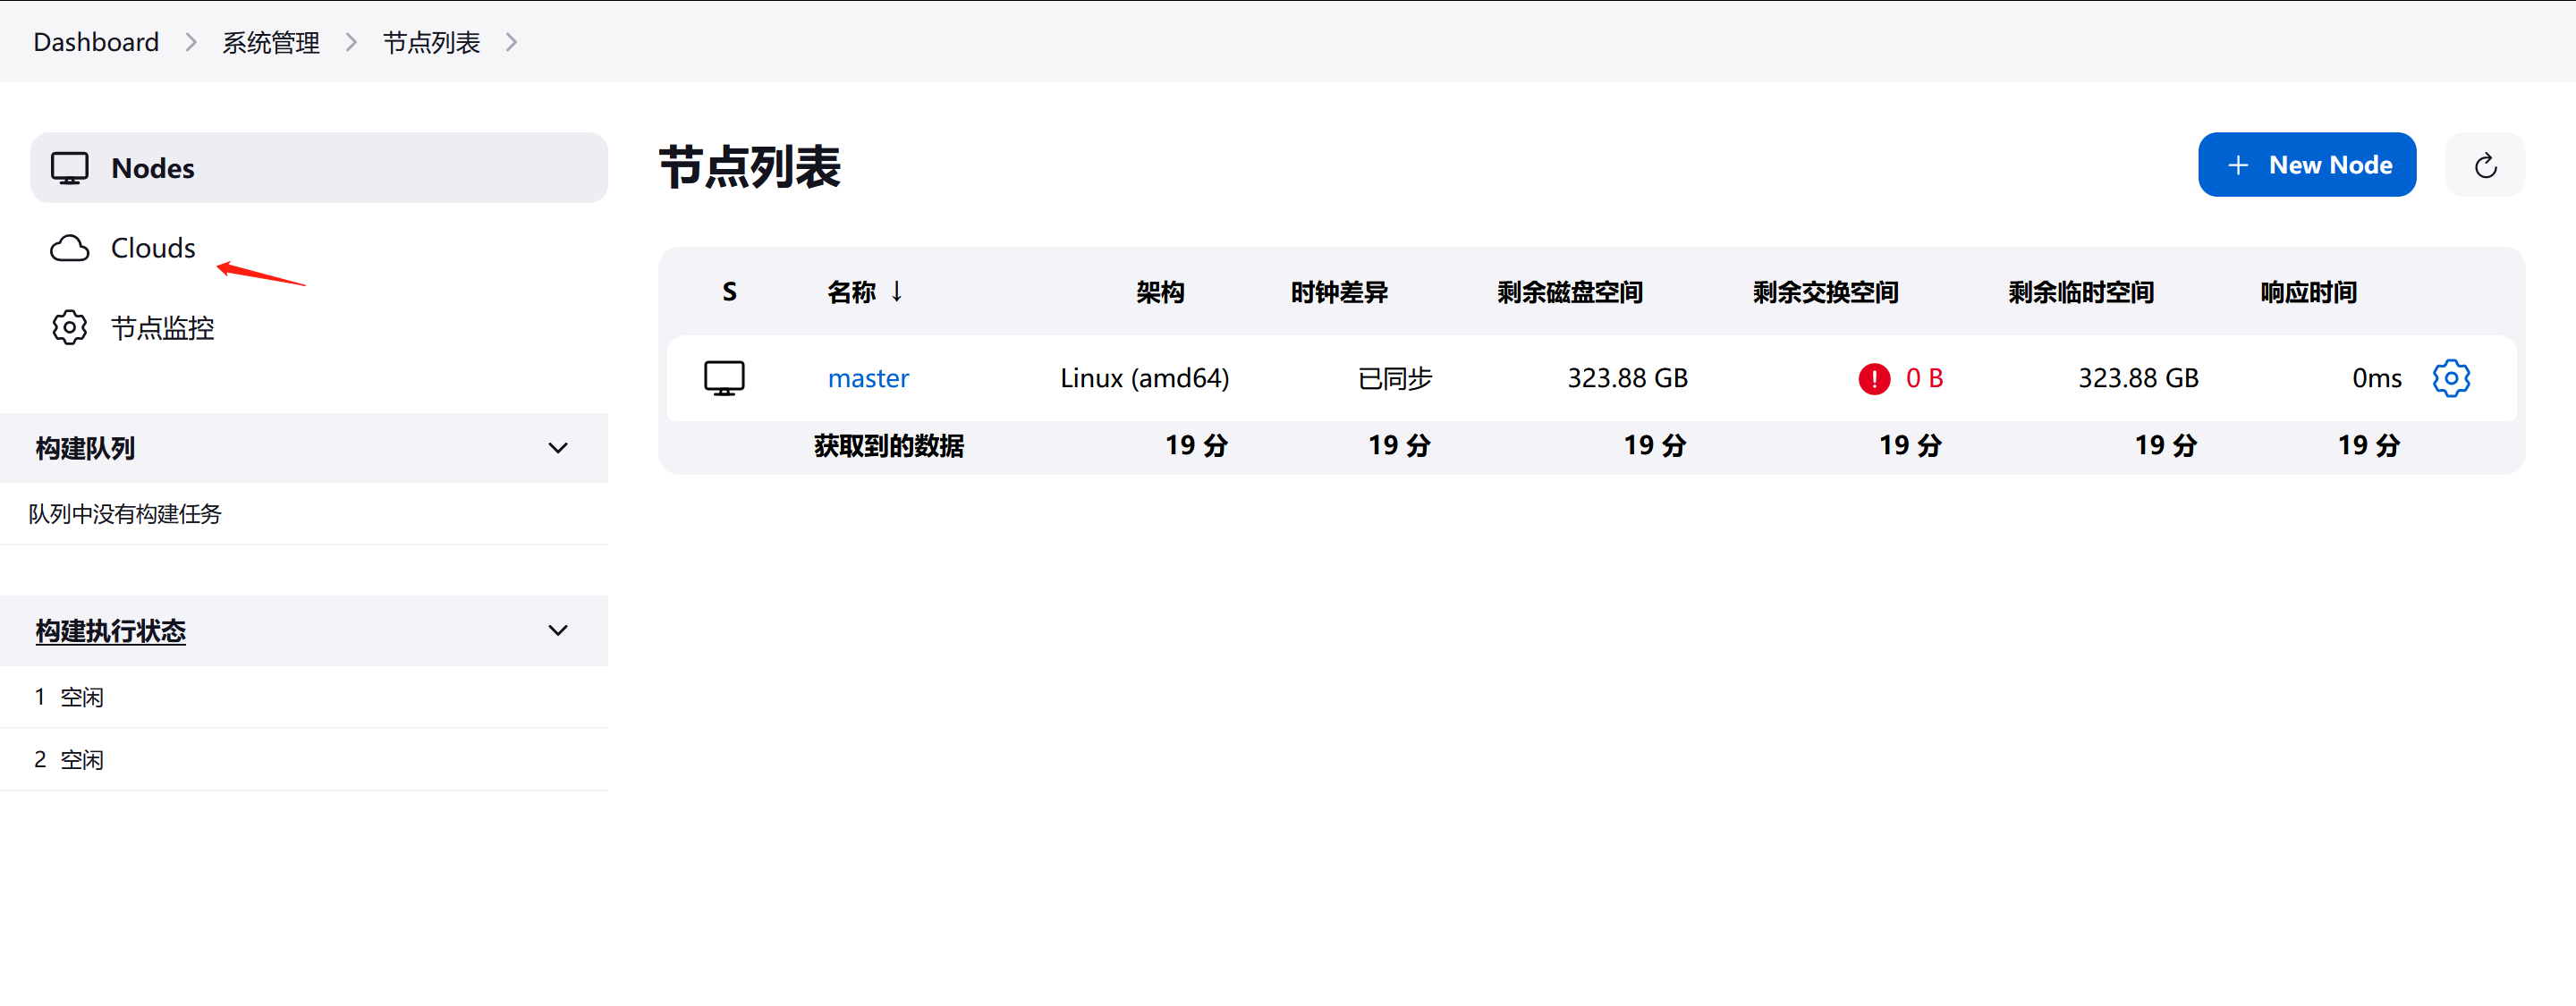 Dashboard 系统管理 节点列表
Nodes
Clouds
节点监控
构建队列
队列中没有构建任务
构建执行状态
1 空闲
2 空闲
节点列表
New Node
S 名称 ↓ 架构 时钟差异 剩余磁盘空间 剩余交换空间 剩余临时空间 响应时间
master Linux (amd64) 已同步 323.88 GB 0 B 323.88 GB 0ms
获取到的数据 19 分 19 分 19 分 19 分 19 分 19 分